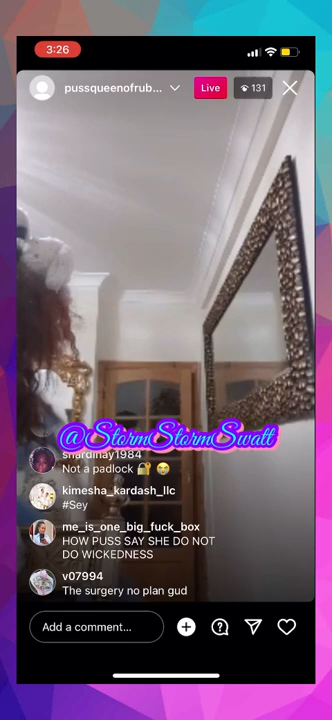 3:26
pussqueenofrub...
Live
131
@StormStormSwatt
shardinay1984
Not a padlock 🔐 😭
kimesha_kardash_llc
#Sey
me_is_one_big_fuck_box
HOW PUSS SAY SHE DO NOT
DO WICKEDNESS
v07994
The surgery no plan gud
Add a comment...